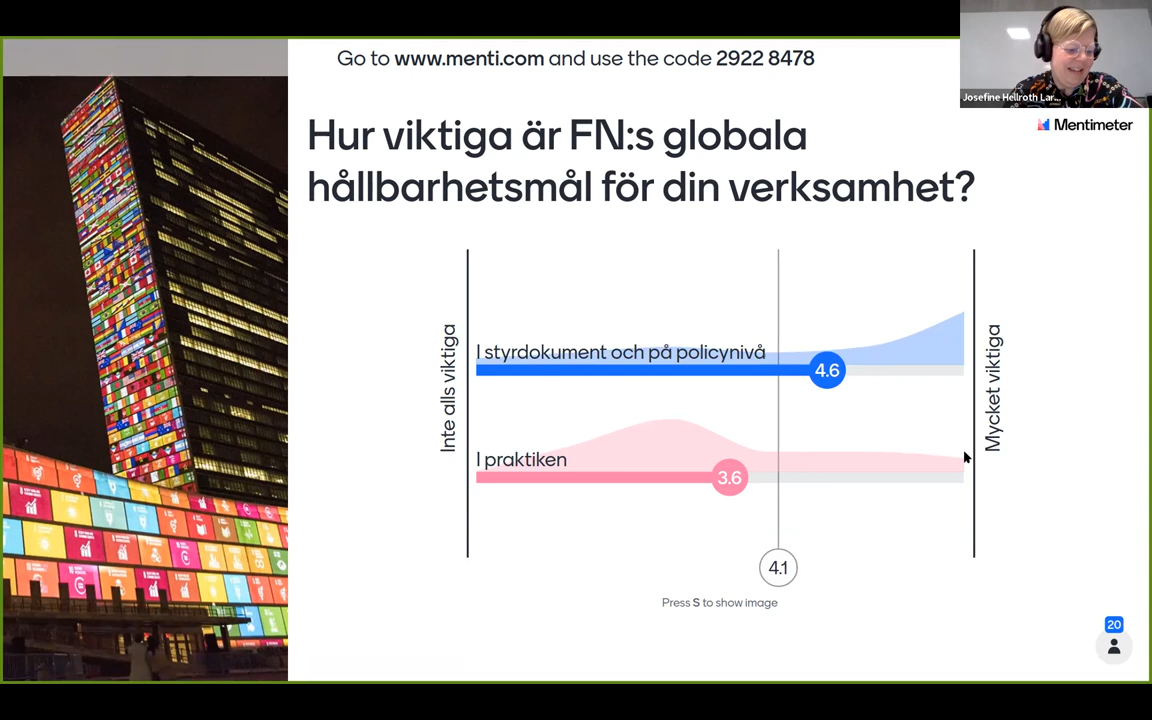 Go to www.menti.com and use the code 2922 8478
Josefine Hellroth Lar...
Mentimeter
Hur viktiga är FN:s globala
hållbarhetsmål för din verksamhet?
Inte alls viktiga
I styrdokument och på policynivå
4.6
I praktiken
3.6
Mycket viktiga
4.1
Press S to show image
20